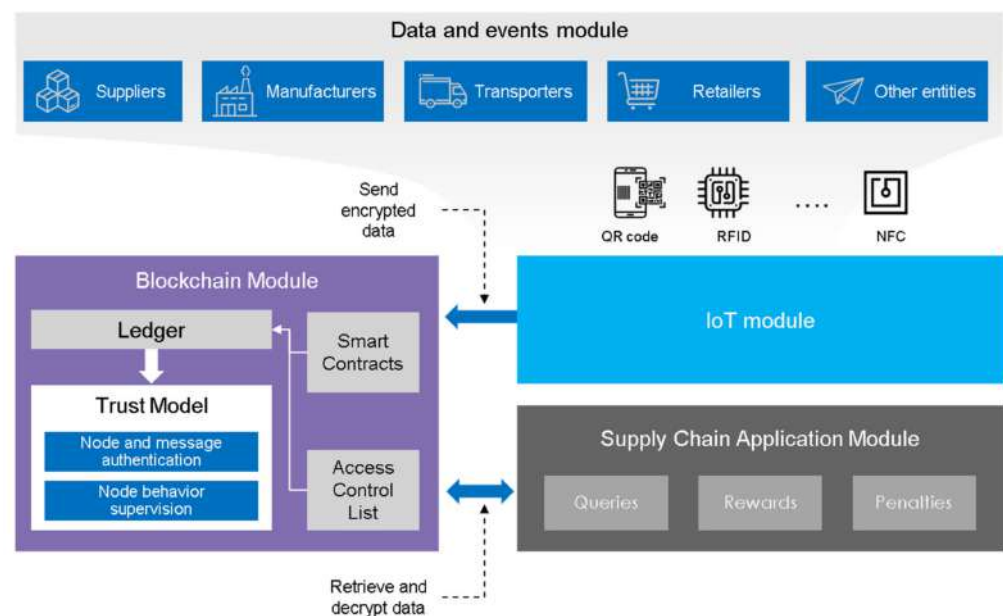 Data and events module
Suppliers
Manufacturers
Transporters
Retailers
Other entities
Send
encrypted
data
QR code
RFID
....
NFC
Blockchain Module
Ledger
Smart
Contracts
Trust Model
Node and message
authentication
Node behavior
supervision
Access
Control
List
IoT module
Supply Chain Application Module
Queries
Rewards
Penalties
Retrieve and
decrypt data